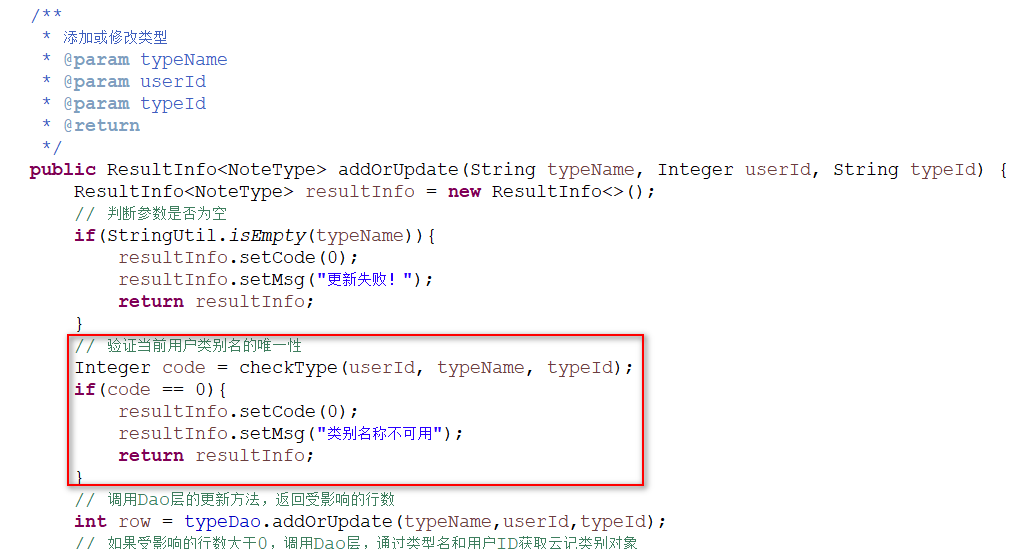 /**
 * 添加或修改类型
 * @param typeName
 * @param userId
 * @param typeId
 * @return
 */
public ResultInfo<NoteType> addOrUpdate(String typeName, Integer userId, String typeId) {
    ResultInfo<NoteType> resultInfo = new ResultInfo<>();
    // 判断参数是否为空
    if(StringUtil.isEmpty(typeName)){
        resultInfo.setCode(0);
        resultInfo.setMsg("更新失败！");
        return resultInfo;
    }
    // 验证当前用户类别名的唯一性
    Integer code = checkType(userId, typeName, typeId);
    if(code == 0){
        resultInfo.setCode(0);
        resultInfo.setMsg("类别名称不可用");
        return resultInfo;
    }
    // 调用Dao层的更新方法，返回受影响的行数
    int row = typeDao.addOrUpdate(typeName,userId,typeId);
    // 如果受影响的行数大于0，调用Dao层，通过类型名和用户ID获取云记类别对象